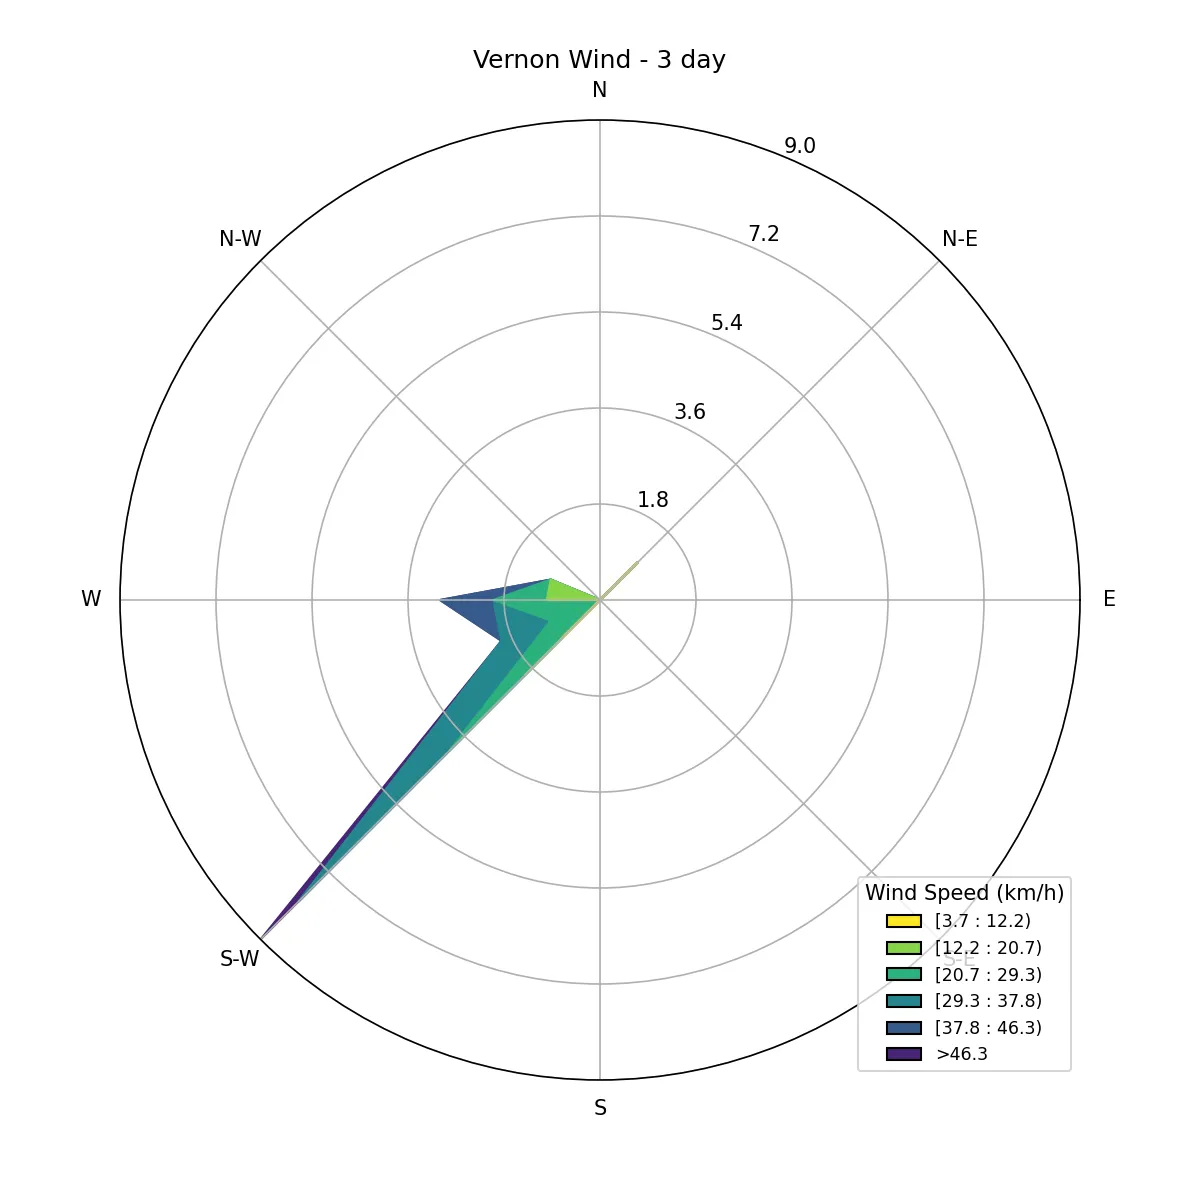 Vernon Wind - 3 day
N
9.0
N-W
N-E
7.2
5.4
3.6
1.8
W
E
S-W
S-E
S
Wind Speed (km/h)
[3.7 : 12.2)
[12.2 : 20.7)
[20.7 : 29.3)
[29.3 : 37.8)
[37.8 : 46.3)
>46.3